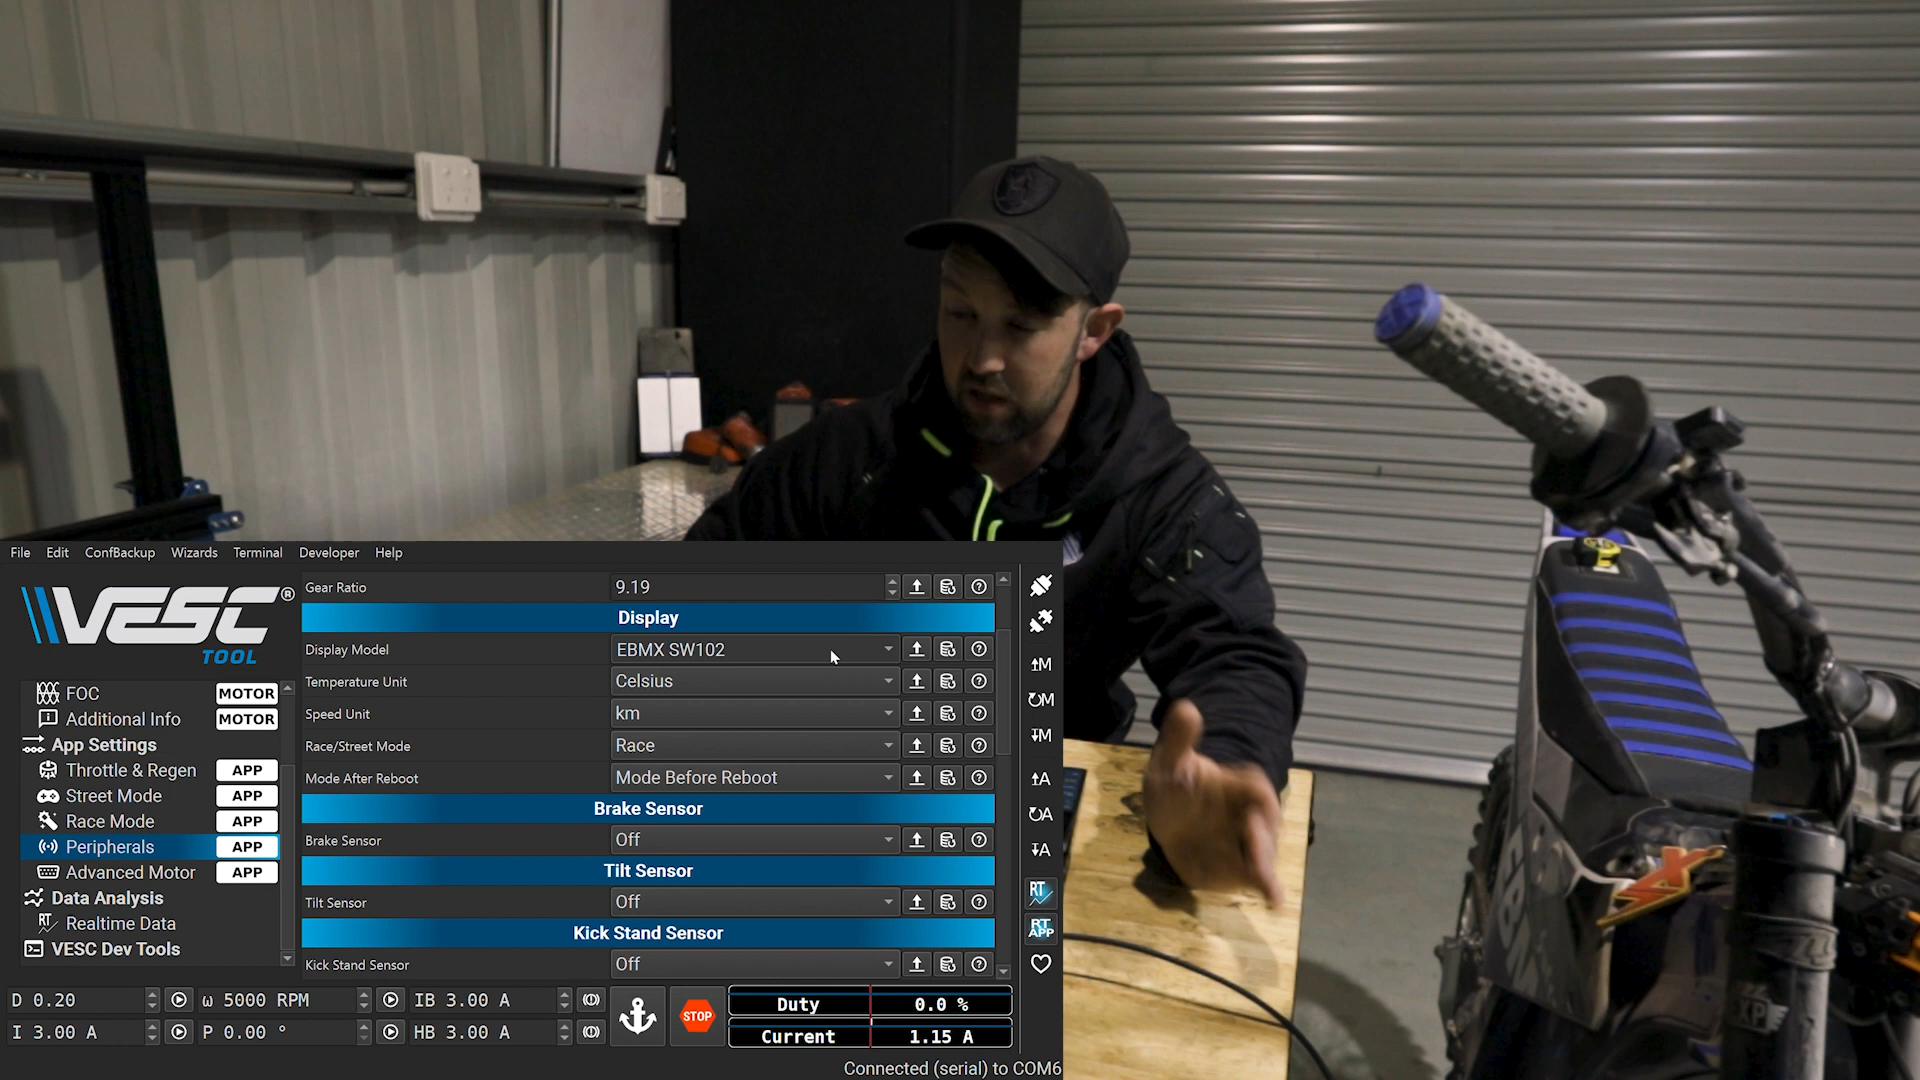 File Edit ConfBackup Wizards Terminal Developer Help
VESC®
TOOL
FOC MOTOR
Additional Info MOTOR
App Settings
Throttle & Regen APP
Street Mode APP
Race Mode APP
Peripherals APP
Advanced Motor APP
Data Analysis
RT Realtime Data
VESC Dev Tools
Gear Ratio 9.19
Display
Display Model EBMX SW102
Temperature Unit Celsius
Speed Unit km
Race/Street Mode Race
Mode After Reboot Mode Before Reboot
Brake Sensor
Brake Sensor Off
Tilt Sensor
Tilt Sensor Off
Kick Stand Sensor
Kick Stand Sensor Off
M
M
M
A
A
A
RT
RT
APP
D 0.20 ω 5000 RPM IB 3.00 A
I 3.00 A P 0.00 ° HB 3.00 A
STOP
Duty 0.0 %
Current 1.15 A
Connected (serial) to COM6